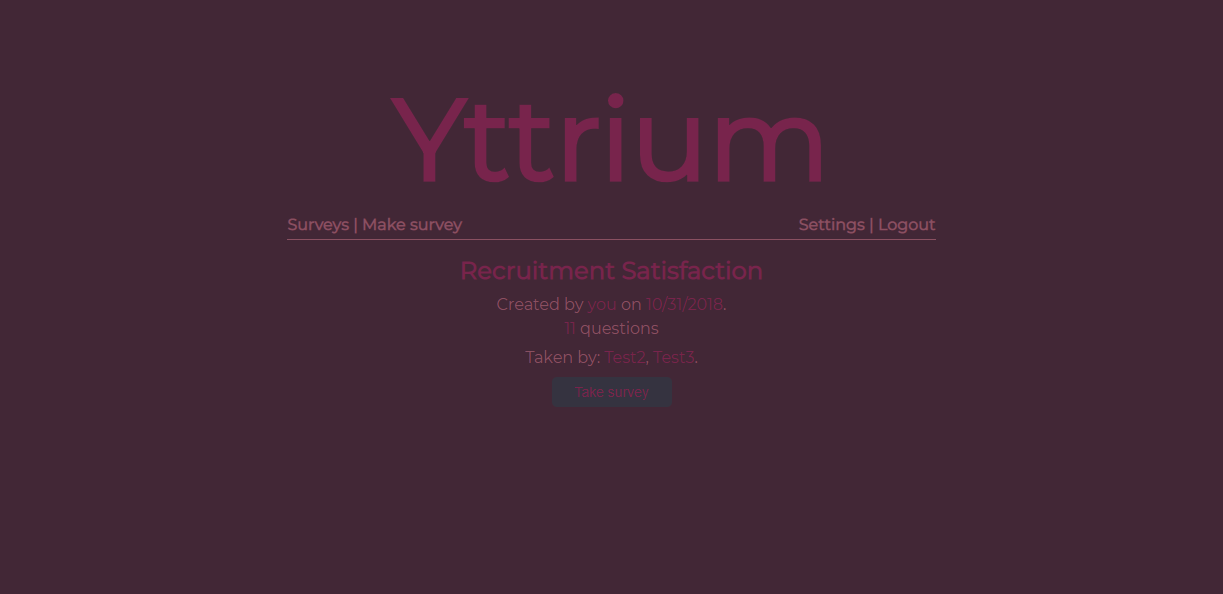 Yttrium
Surveys | Make survey
Settings | Logout
Recruitment Satisfaction
Created by you on 10/31/2018.
11 questions
Taken by: Test2, Test3.
Take survey